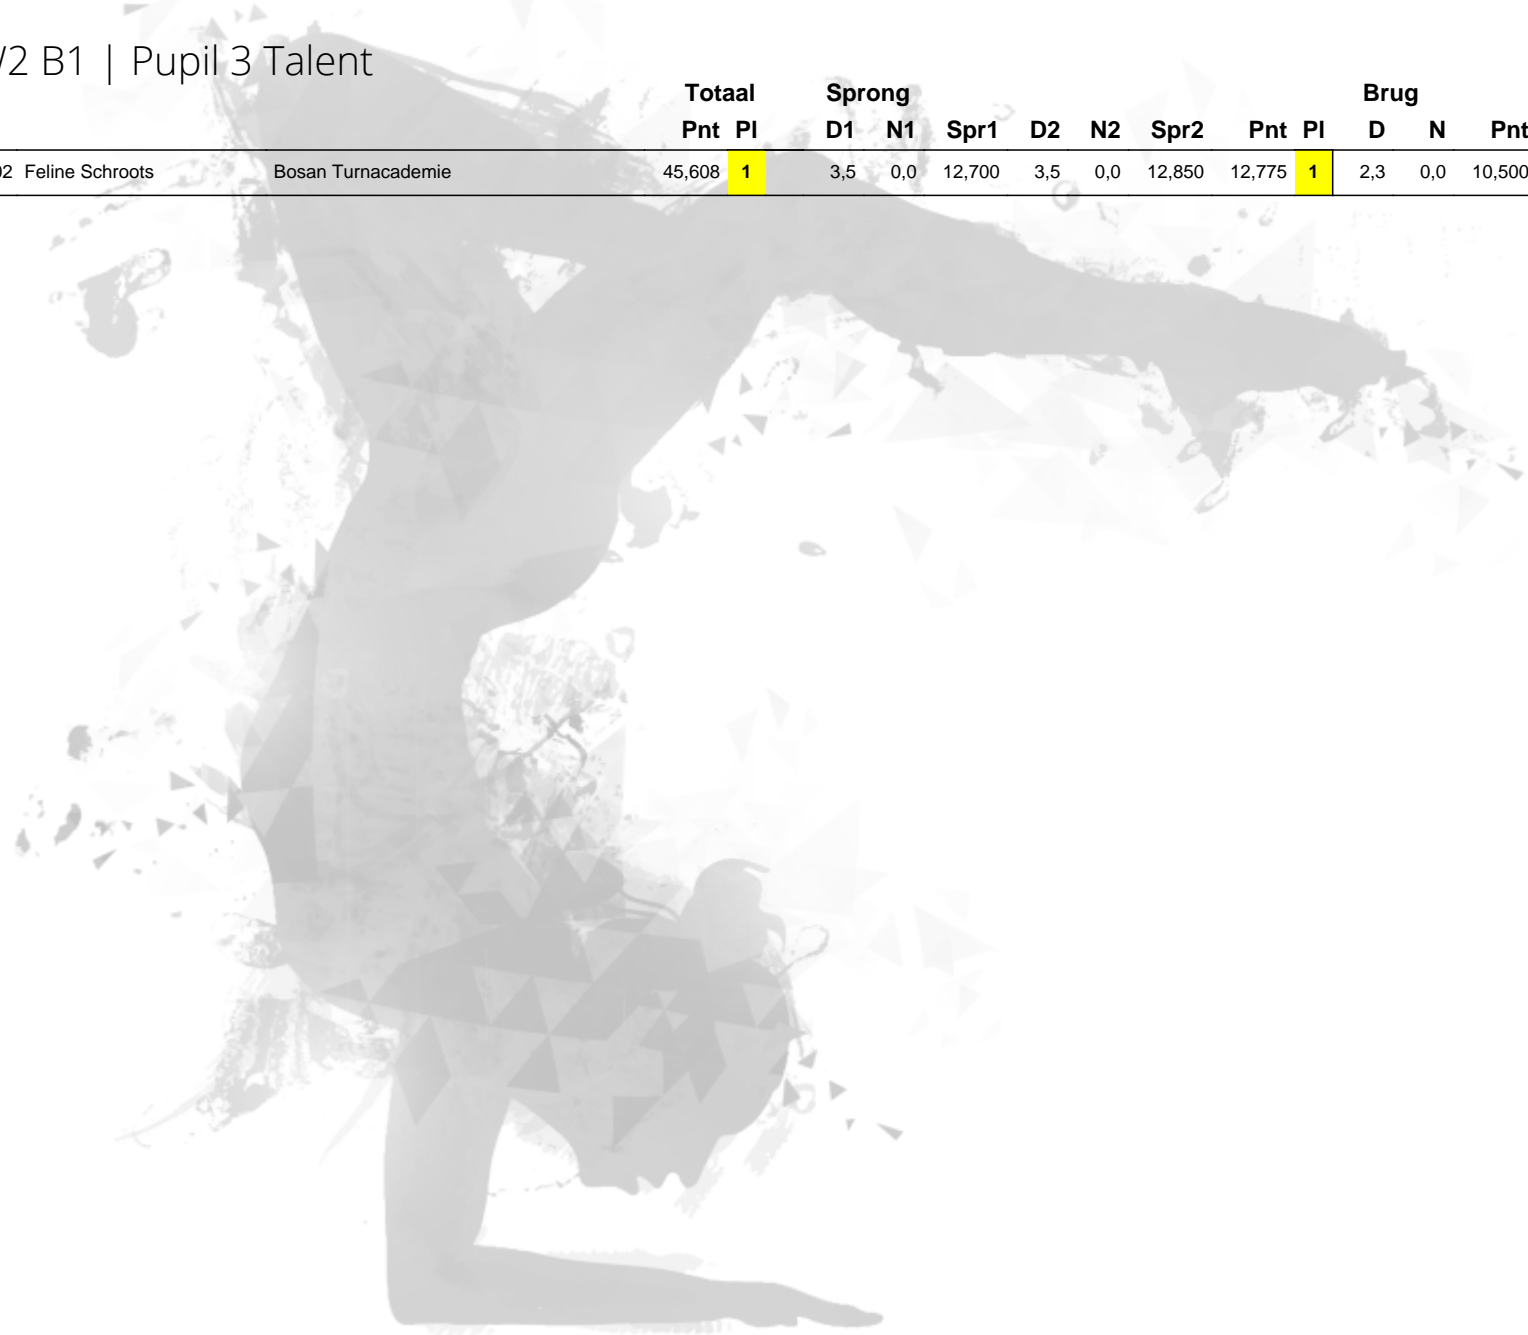 /2 B1 | Pupil 3 Talent
Totaal Sprong Brug
Pnt Pl D1 N1 Spr1 D2 N2 Spr2 Pnt Pl D N Pnt
02 Feline Schroots Bosan Turnacademie 45,608 1 3,5 0,0 12,700 3,5 0,0 12,850 12,775 1 2,3 0,0 10,500